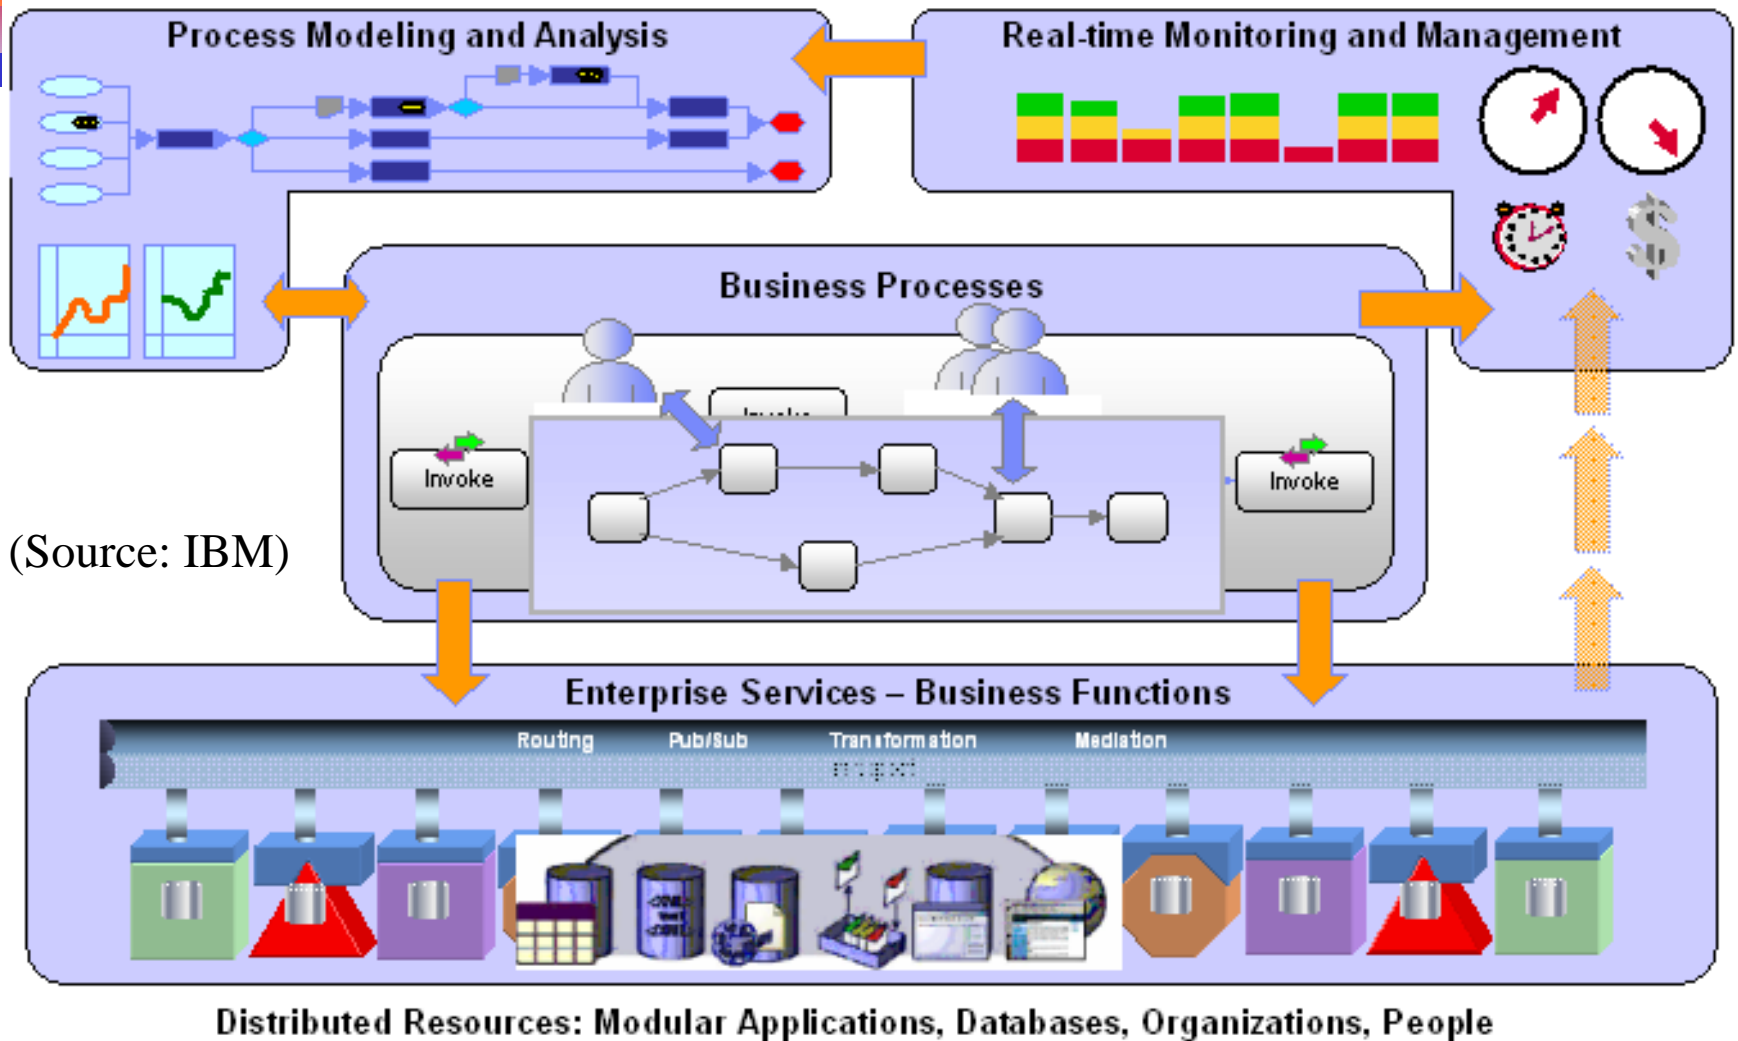 Process Modeling and Analysis
Real-time Monitoring and Management
Business Processes
Invoke
Invoke
Invoke
(Source: IBM)
Enterprise Services – Business Functions
Routing Pub/Sub Transformation Mediation
Distributed Resources: Modular Applications, Databases, Organizations, People